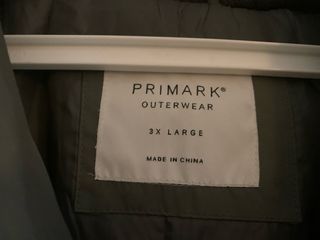 PRIMARK®
OUTERWEAR
3X LARGE
MADE IN CHINA